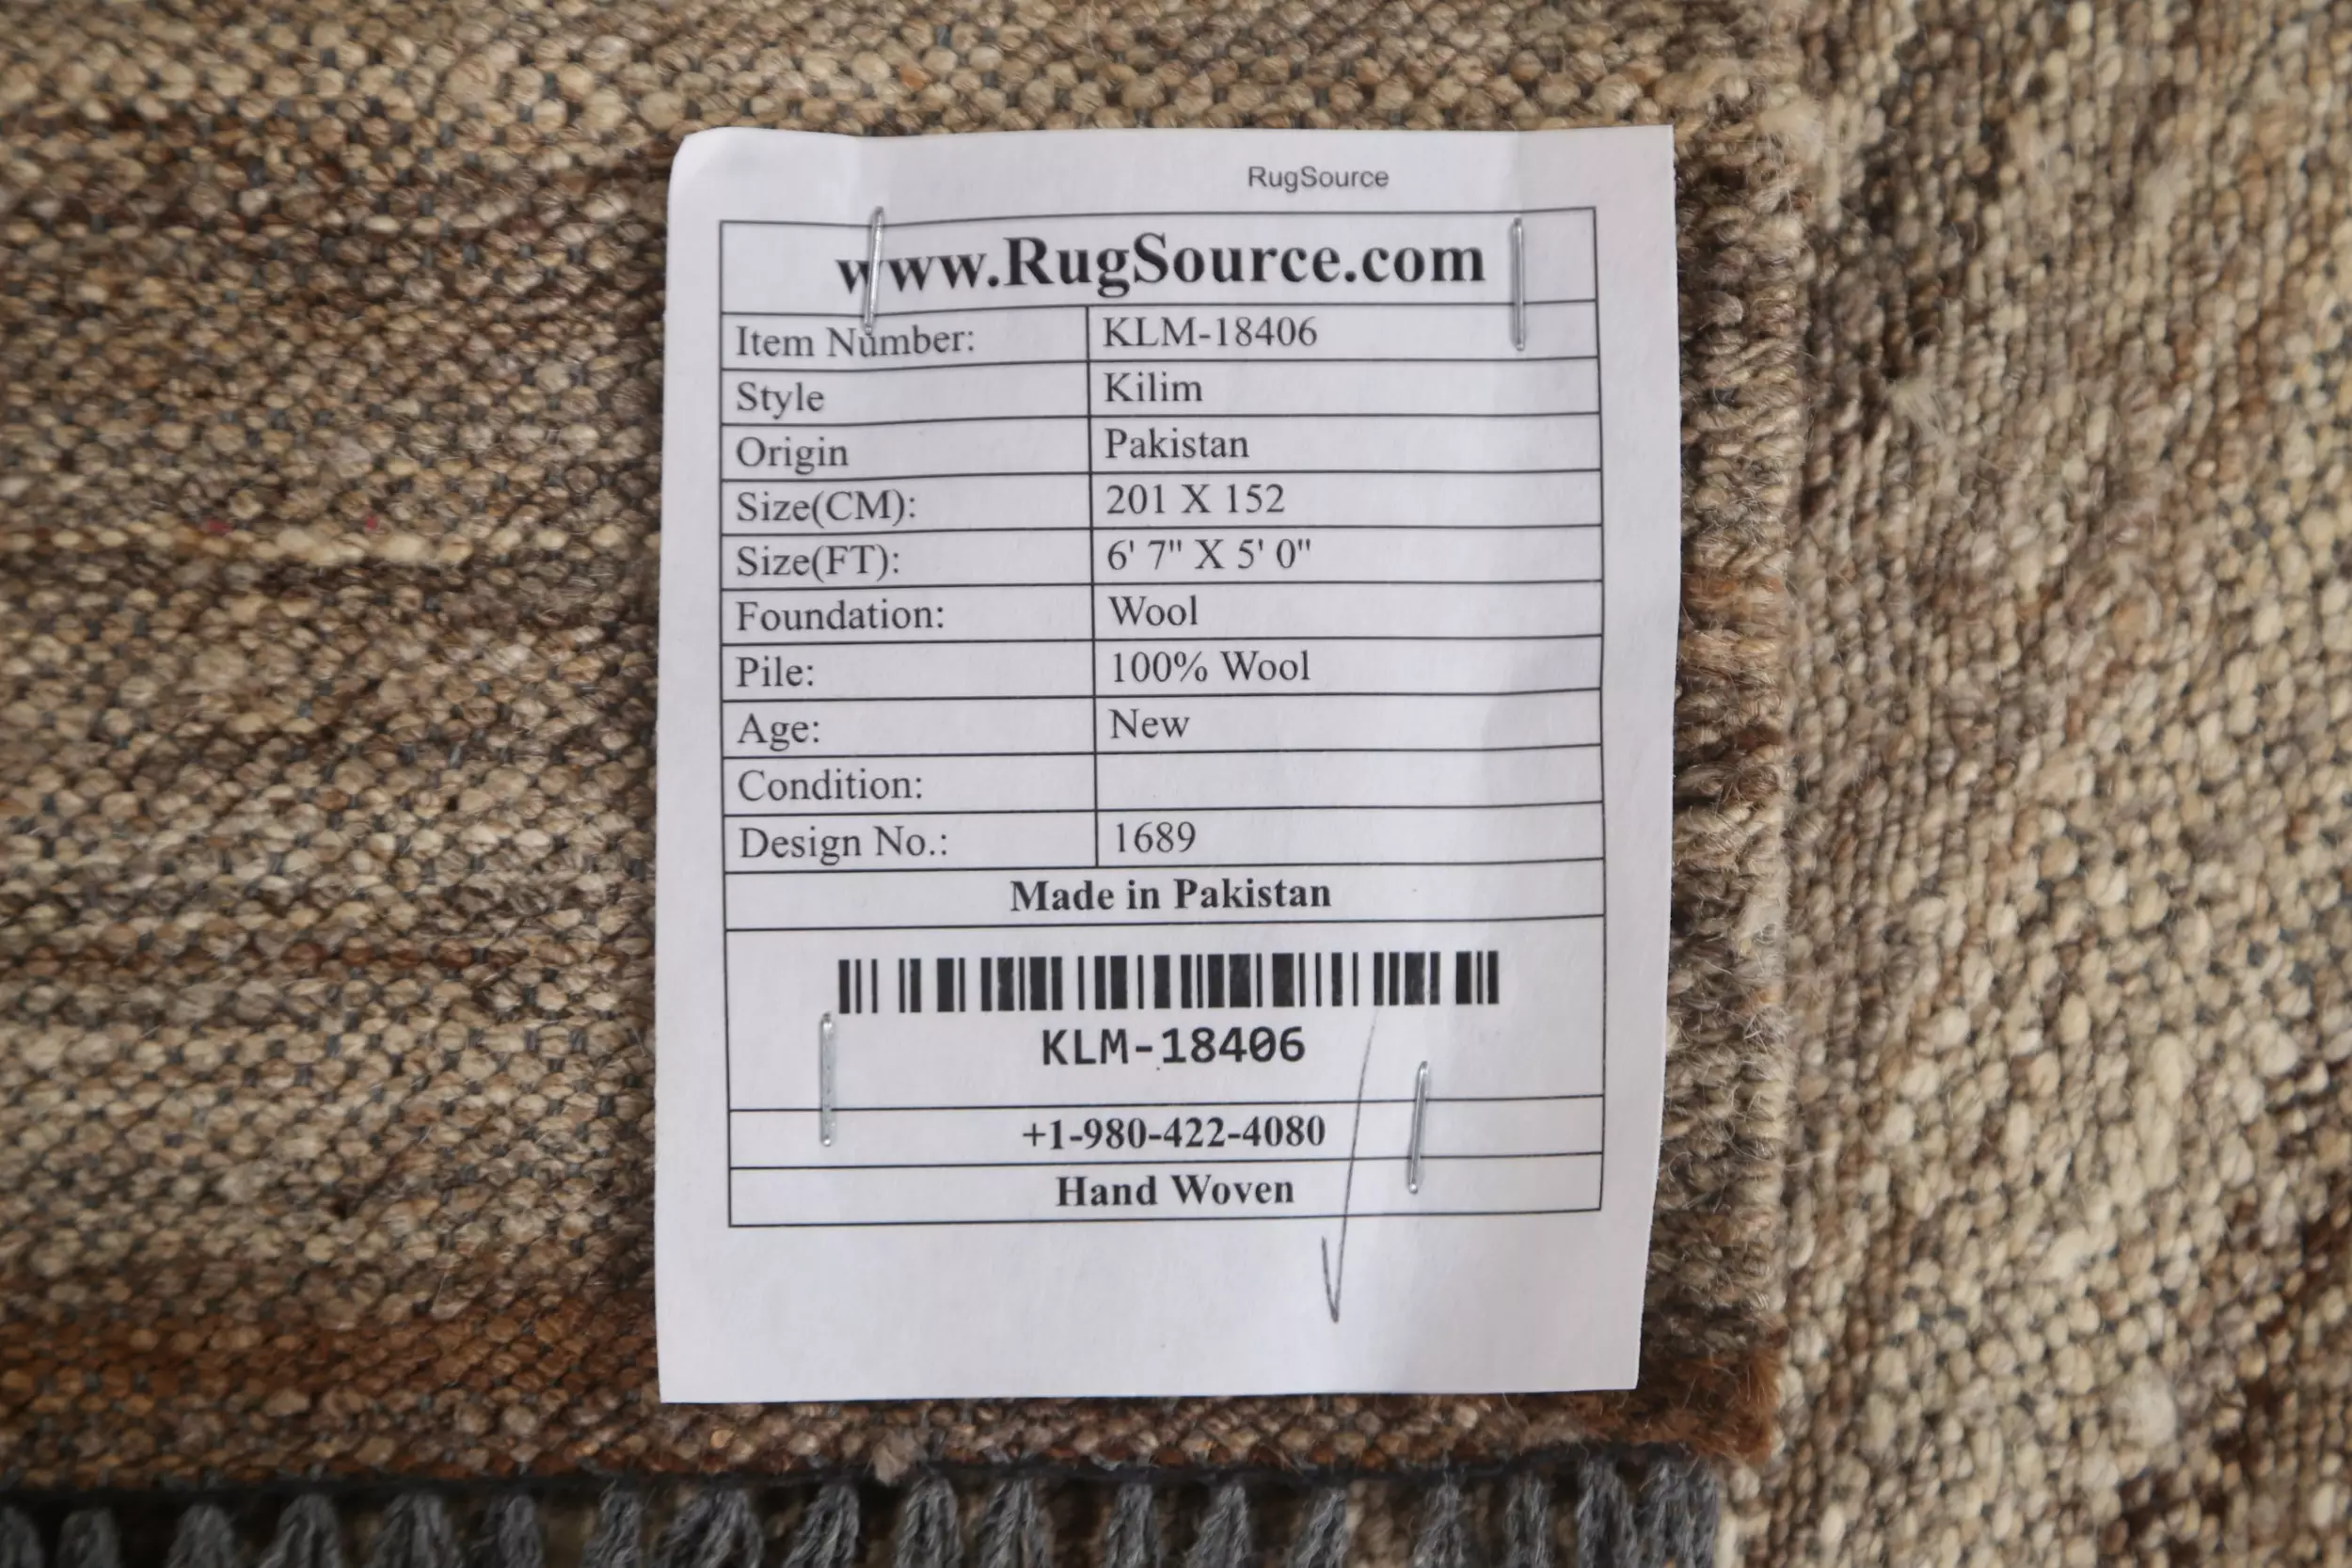 RugSource
www.RugSource.com
Item Number: KLM-18406
Style Kilim
Origin Pakistan
Size(CM): 201 X 152
Size(FT): 6' 7" X 5' 0"
Foundation: Wool
Pile: 100% Wool
Age: New
Condition:
Design No.: 1689
Made in Pakistan
KLM-18406
+1-980-422-4080
Hand Woven